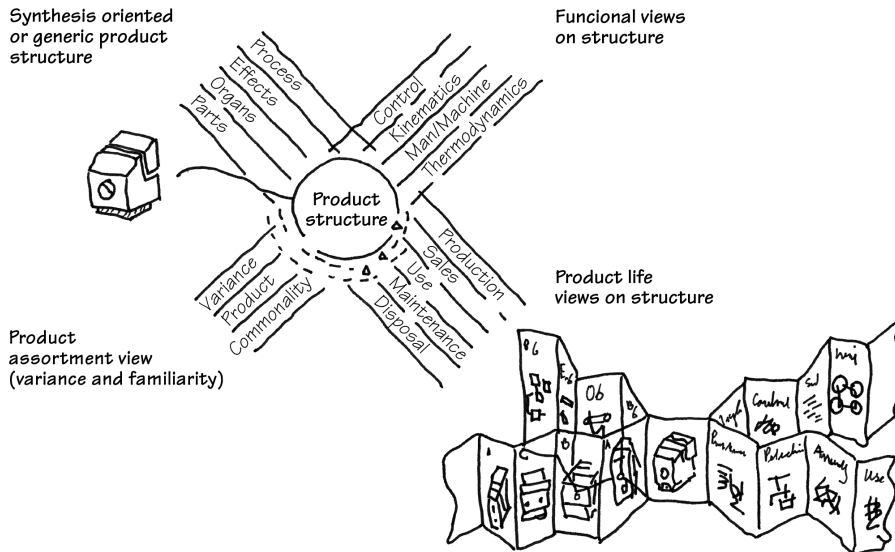 Synthesis oriented
or generic product
structure
Funcional views
on structure
Process
Effects
Organs
Parts
Control
Kinematics
Man/Machine
Thermodynamics
Product
structure
Variance
Product
Commonality
Production
Sales
Use
Maintenance
Disposal
Product life
views on structure
Product
assortment view
(variance and familiarity)
Ob
Control
Assembly
Use